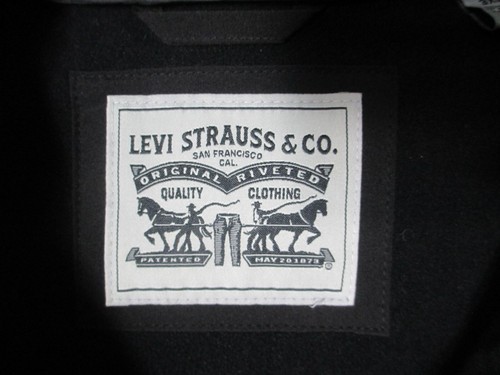 LEVI STRAUSS & CO.
SAN FRANCISCO
CAL.
ORIGINAL RIVETED
QUALITY CLOTHING
PATENTED MAY 20 1873
®